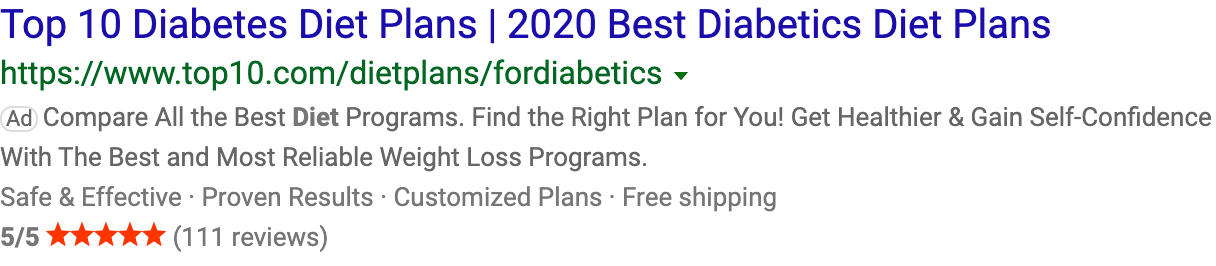 Top 10 Diabetes Diet Plans | 2020 Best Diabetics Diet Plans
https://www.top10.com/dietplans/fordiabetics
Ad Compare All the Best Diet Programs. Find the Right Plan for You! Get Healthier & Gain Self-Confidence
With The Best and Most Reliable Weight Loss Programs.
Safe & Effective · Proven Results · Customized Plans · Free shipping
5/5 ★★★★★ (111 reviews)